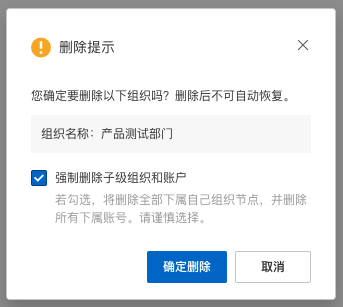 删除提示
您确定要删除以下组织吗？删除后不可自动恢复。
组织名称：产品测试部门
强制删除子级组织和账户
若勾选，将删除全部下属自己组织节点，并删除
所有下属账号。请谨慎选择。
确定删除
取消